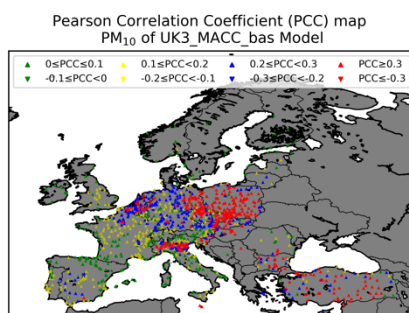 Pearson Correlation Coefficient (PCC) map
PM₁₀ of UK3_MACC_bas Model
0≤PCC≤0.1 0.1≤PCC<0.2 0.2≤PCC<0.3 PCC≥0.3
-0.1≤PCC<0 -0.2≤PCC<-0.1 -0.3≤PCC<-0.2 PCC≤-0.3